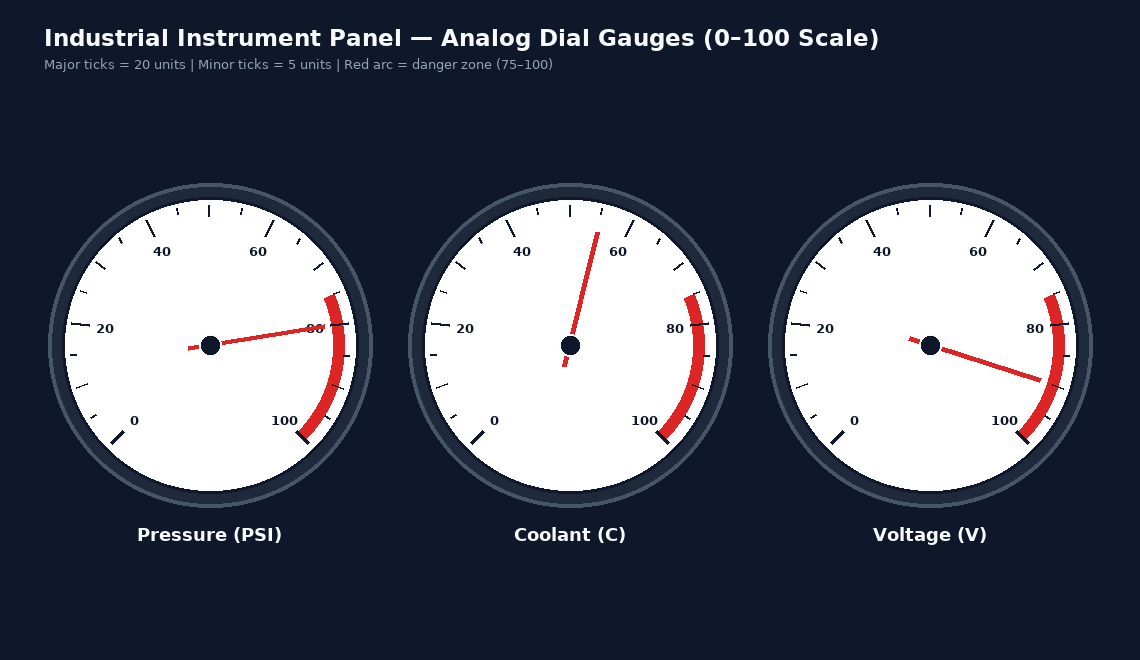 Industrial Instrument Panel — Analog Dial Gauges (0–100 Scale)
Major ticks = 20 units | Minor ticks = 5 units | Red arc = danger zone (75–100)
40 60
20 80
0 100
40 60
20 80
0 100
40 60
20 80
0 100
Pressure (PSI)
Coolant (C)
Voltage (V)